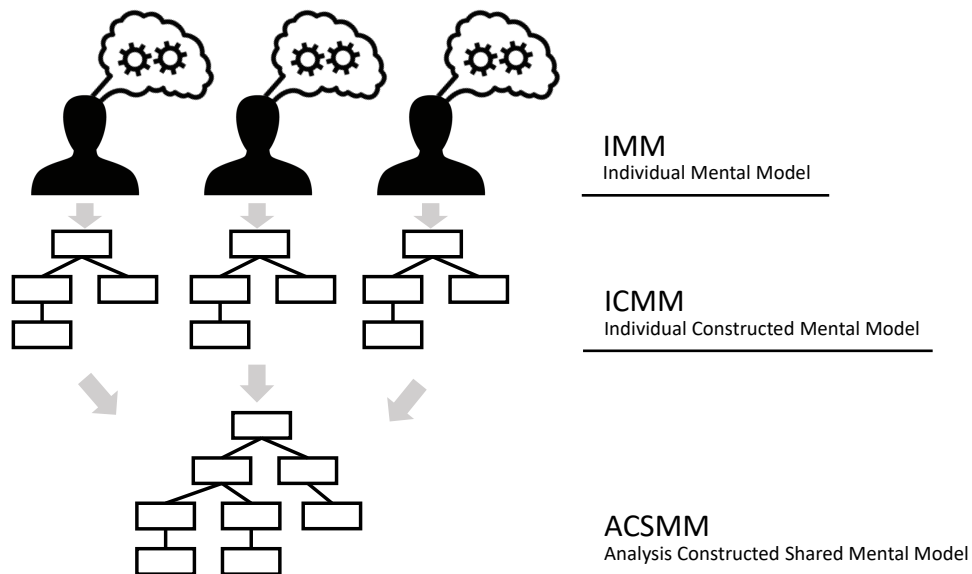 IMM
Individual Mental Model
ICMM
Individual Constructed Mental Model
ACSMM
Analysis Constructed Shared Mental Model